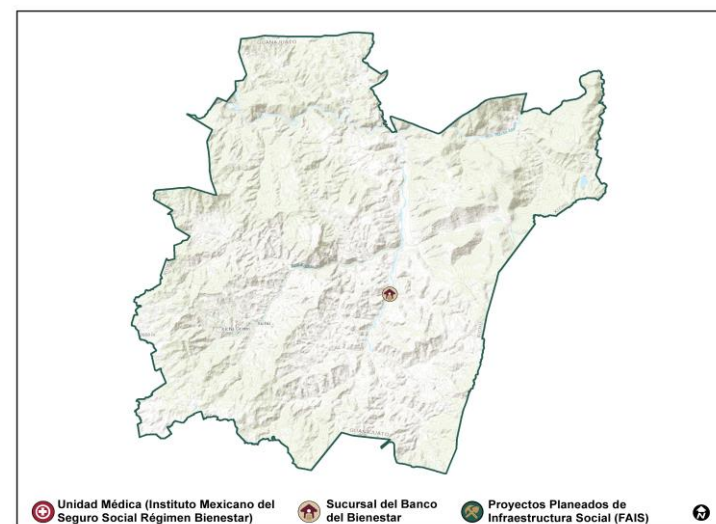 Unidad Médica (Instituto Mexicano del
Seguro Social Régimen Bienestar)
Sucursal del Banco
del Bienestar
Proyectos Planeados de
Infraestructura Social (FAIS)
N